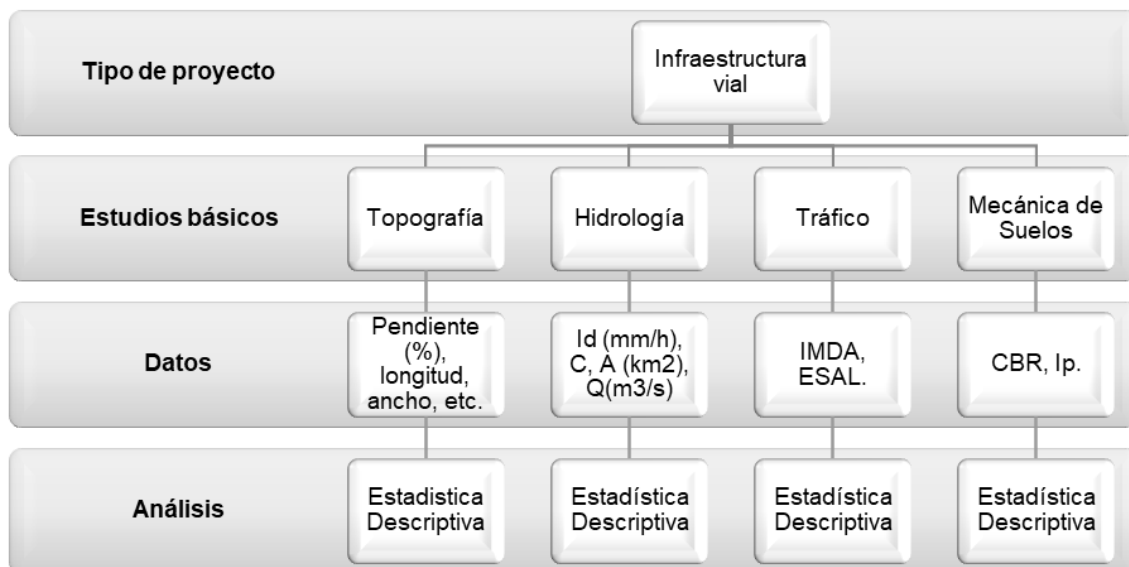 Tipo de proyecto
Infraestructura
vial
Estudios básicos
Topografía
Hidrología
Tráfico
Mecánica de
Suelos
Datos
Pendiente
(%),
longitud,
ancho, etc.
Id (mm/h),
C, A (km2),
Q(m3/s)
IMDA,
ESAL.
CBR, Ip.
Análisis
Estadistica
Descriptiva
Estadística
Descriptiva
Estadística
Descriptiva
Estadística
Descriptiva